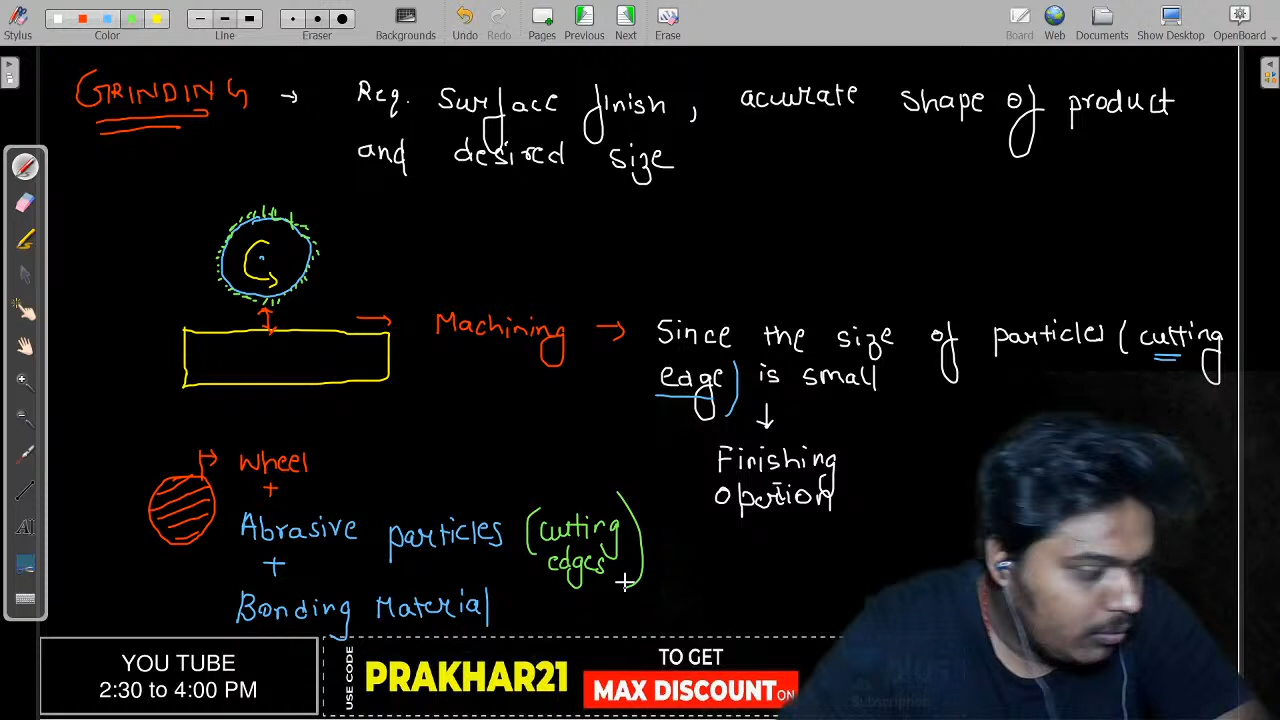 Stylus
Color
Line
Eraser
Backgrounds
Undo
Redo
Pages
Previous
Next
Erase
Board
Web
Documents
Show Desktop
OpenBoard
GRINDING → Req. Surface finish, acurate shape of product
and desired size
Machining → Since the size of particles (cutting
edge) is small
↓
Finishing
opertion
Wheel
+
Abrasive particles (cutting
edges)
+
Bonding Material
YOU TUBE
2:30 to 4:00 PM
USE CODE
PRAKHAR21
TO GET
MAX DISCOUNT ON